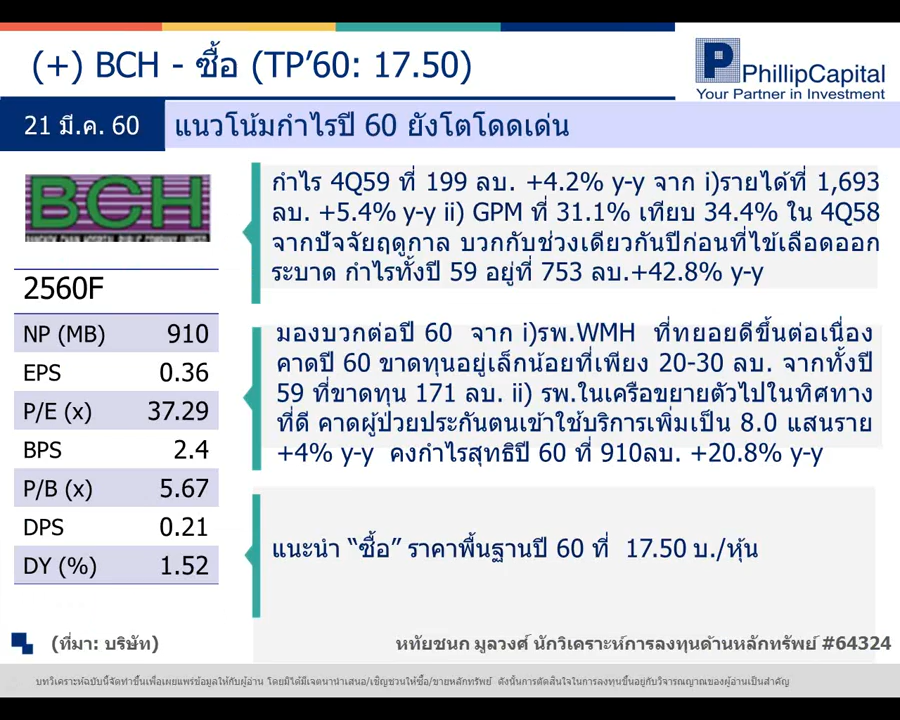 (+) BCH - ซื้อ (TP’60: 17.50)
PhillipCapital
Your Partner in Investment
21 มี.ค. 60
แนวโน้มกำไรปี 60 ยังโตโดดเด่น
BCH
กำไร 4Q59 ที่ 199 ลบ. +4.2% y-y จาก i)รายได้ที่ 1,693
ลบ. +5.4% y-y ii) GPM ที่ 31.1% เทียบ 34.4% ใน 4Q58
จากปัจจัยฤดูกาล บวกกับช่วงเดียวกันปีก่อนที่ไข้เลือดออก
ระบาด กำไรทั้งปี 59 อยู่ที่ 753 ลบ.+42.8% y-y
2560F
NP (MB) 910
EPS 0.36
P/E (x) 37.29
BPS 2.4
P/B (x) 5.67
DPS 0.21
DY (%) 1.52
มองบวกต่อปี 60 จาก i)รพ.WMH ที่ทยอยดีขึ้นต่อเนื่อง
คาดปี 60 ขาดทุนอยู่เล็กน้อยที่เพียง 20-30 ลบ. จากทั้งปี
59 ที่ขาดทุน 171 ลบ. ii) รพ.ในเครือขยายตัวไปในทิศทาง
ที่ดี คาดผู้ป่วยประกันตนเข้าใช้บริการเพิ่มเป็น 8.0 แสนราย
+4% y-y คงกำไรสุทธิปี 60 ที่ 910ลบ. +20.8% y-y
แนะนำ “ซื้อ” ราคาพื้นฐานปี 60 ที่ 17.50 บ./หุ้น
(ที่มา: บริษัท)
หทัยชนก มูลวงศ์ นักวิเคราะห์การลงทุนด้านหลักทรัพย์ #64324
บทวิเคราะห์ฉบับนี้จัดทำขึ้นเพื่อเผยแพร่ข้อมูลให้กับผู้อ่าน โดยมิได้มีเจตนานำเสนอ/เชิญชวนให้ซื้อ/ขายหลักทรัพย์ ดังนั้นการตัดสินใจในการลงทุนขึ้นอยู่กับวิจารณญาณของผู้อ่านเป็นสำคัญ